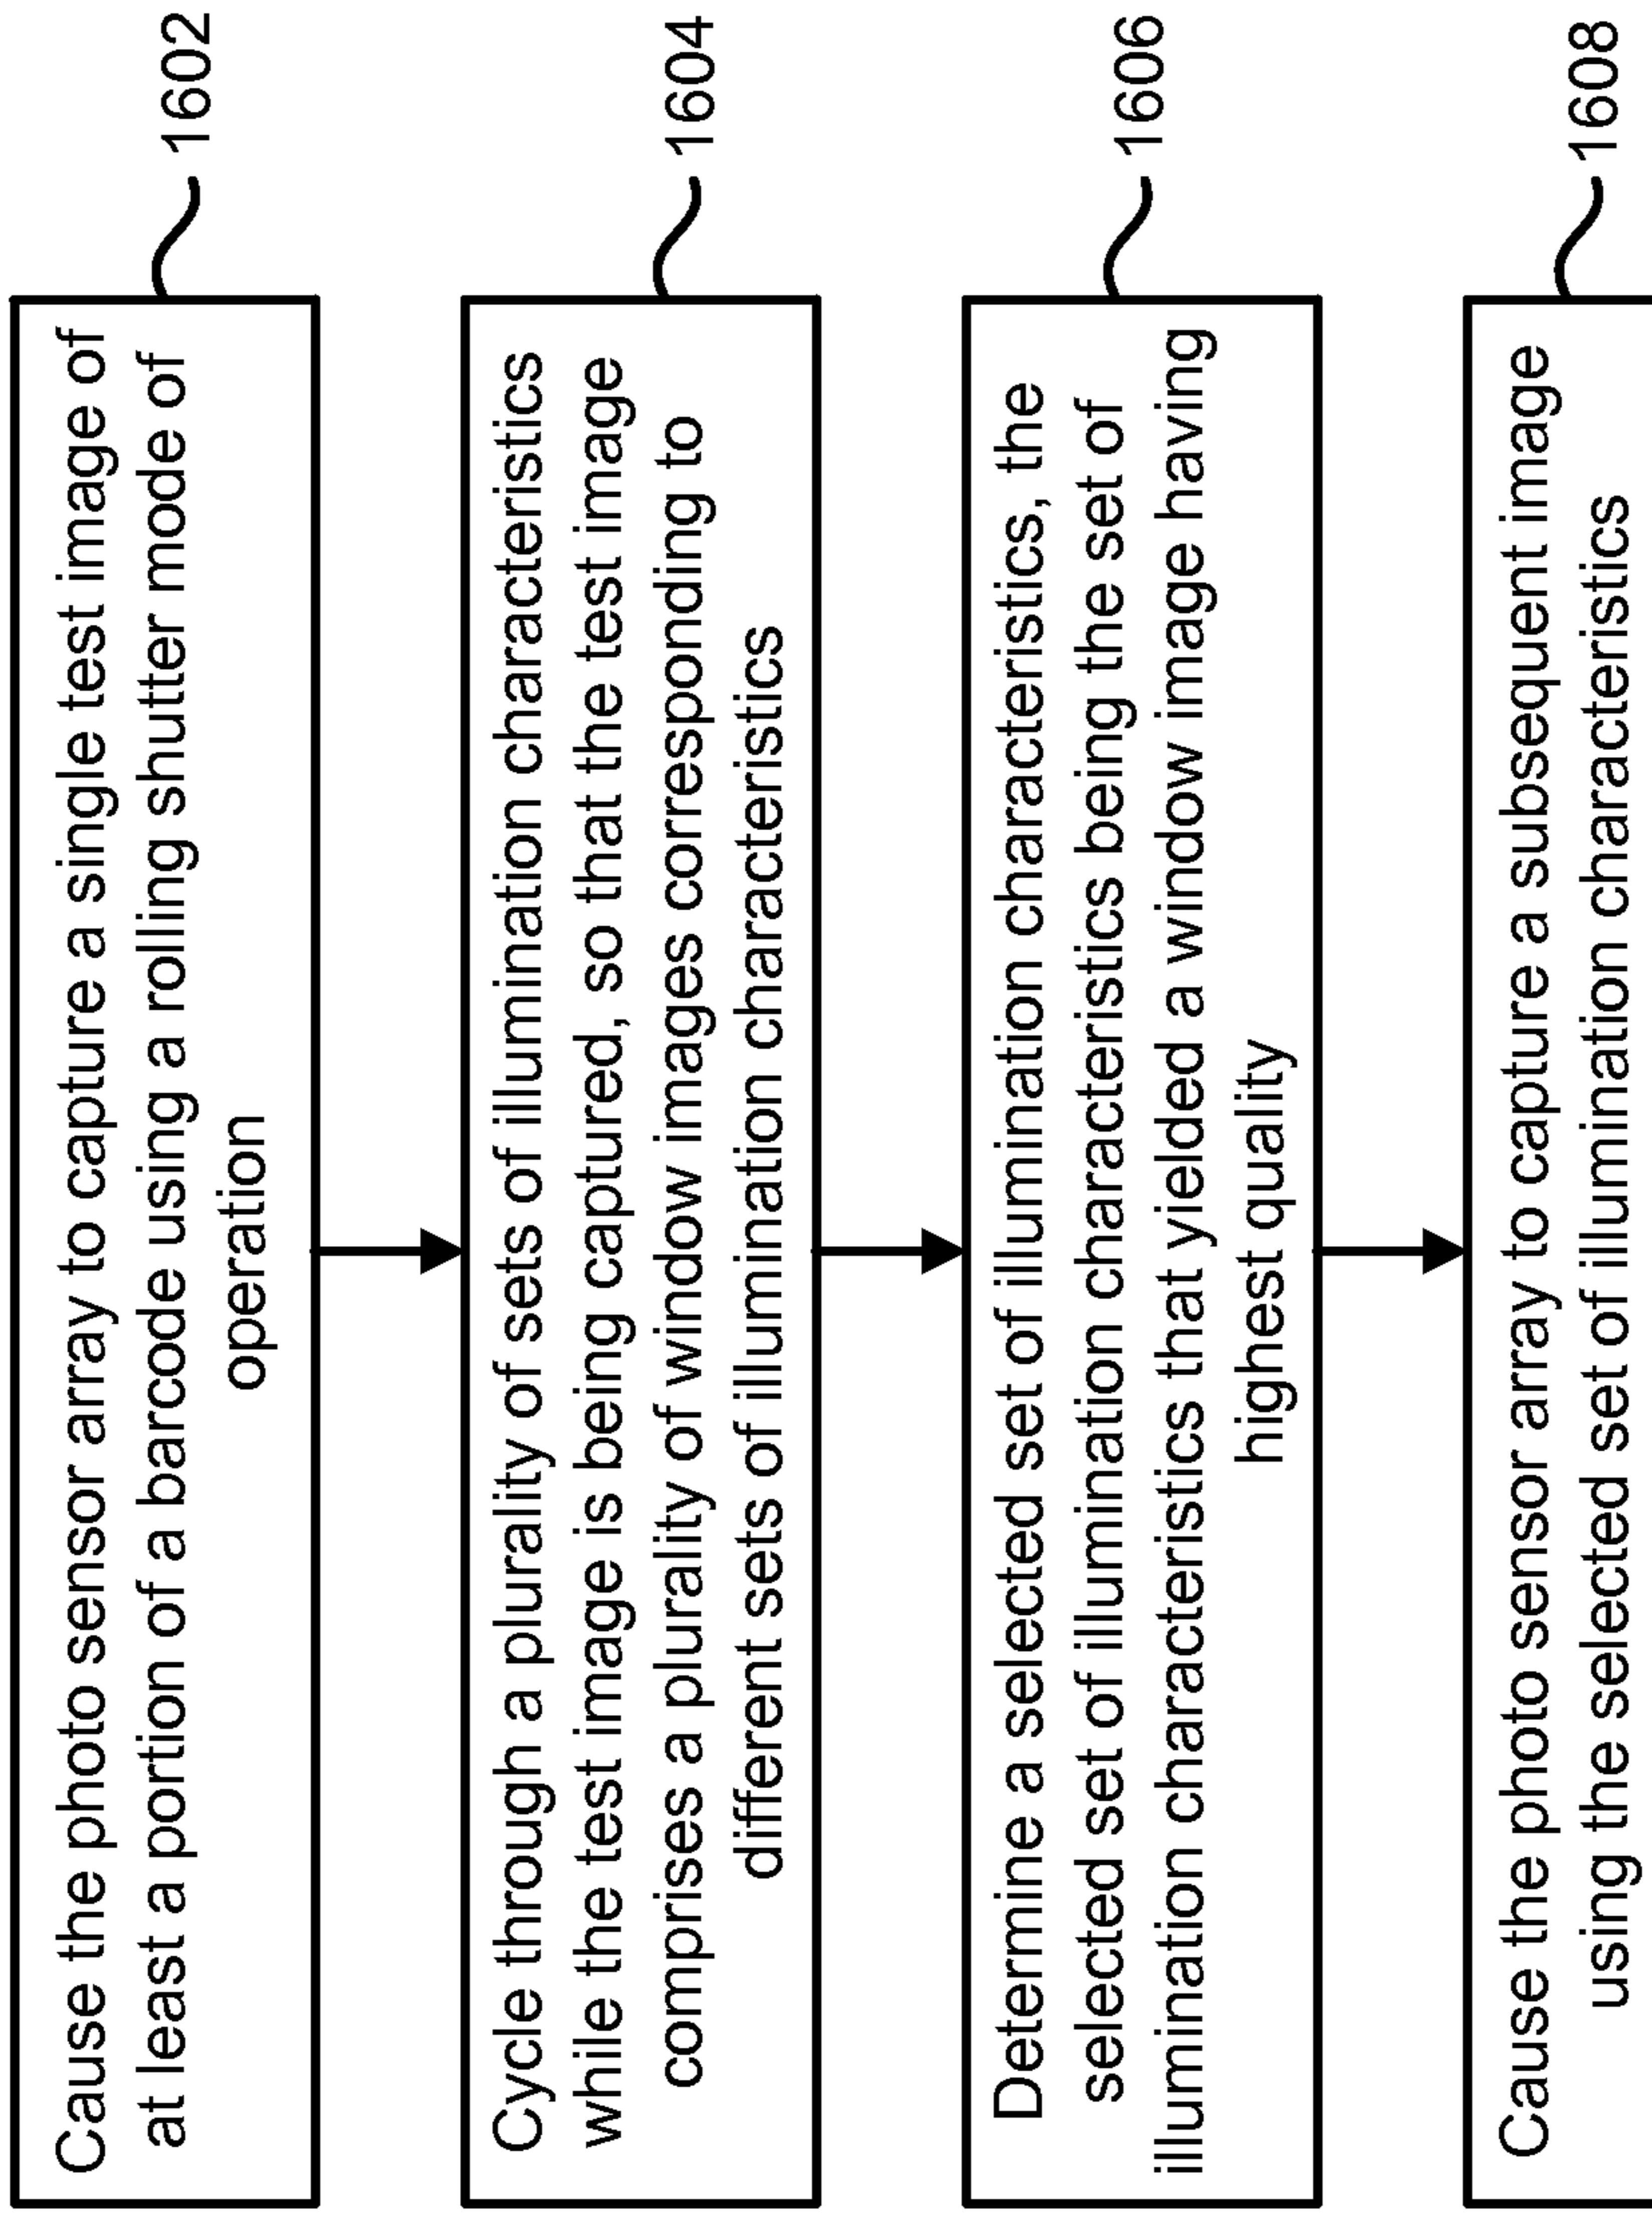 Cause the photo sensor array to capture a single test image of
at least a portion of a barcode using a rolling shutter mode of
operation
1602
Cycle through a plurality of sets of illumination characteristics
while the test image is being captured, so that the test image
comprises a plurality of window images corresponding to
different sets of illumination characteristics
1604
Determine a selected set of illumination characteristics, the
selected set of illumination characteristics being the set of
illumination characteristics that yielded a window image having
highest quality
1606
Cause the photo sensor array to capture a subsequent image
using the selected set of illumination characteristics
1608